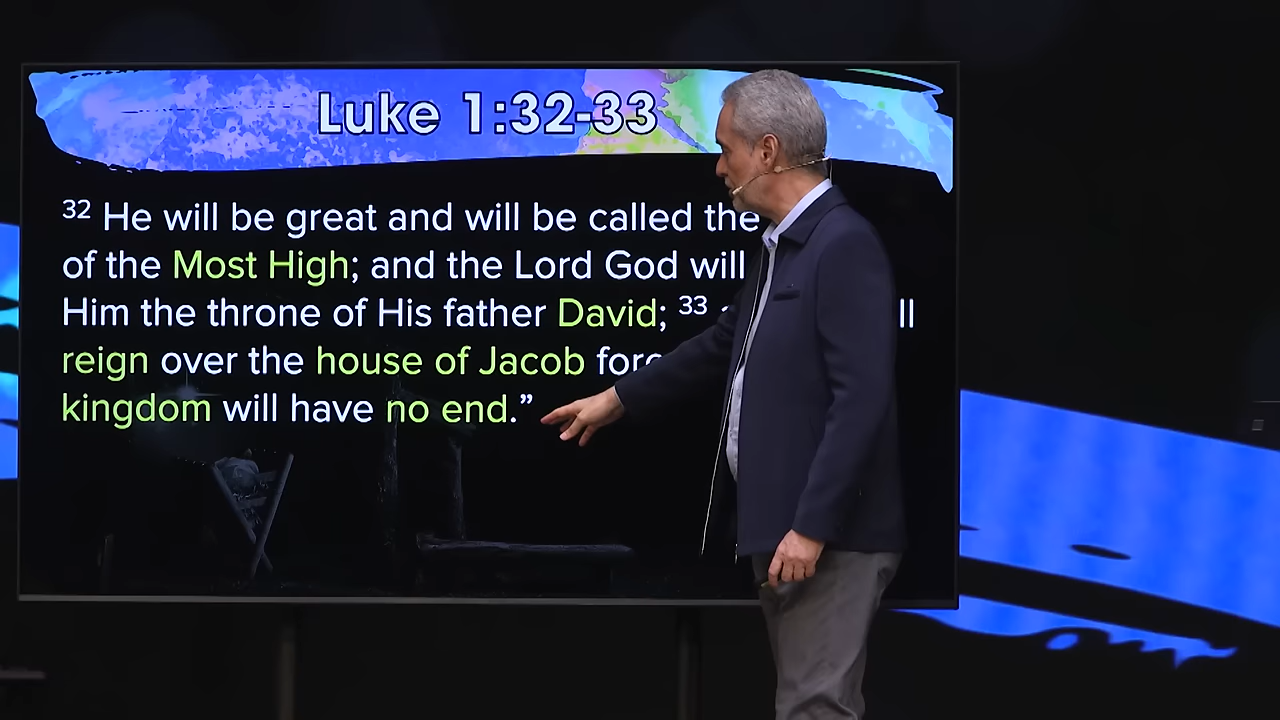 Luke 1:32-33
32 He will be great and will be called the
of the Most High; and the Lord God will
Him the throne of His father David; 33
reign over the house of Jacob
kingdom will have no end.”